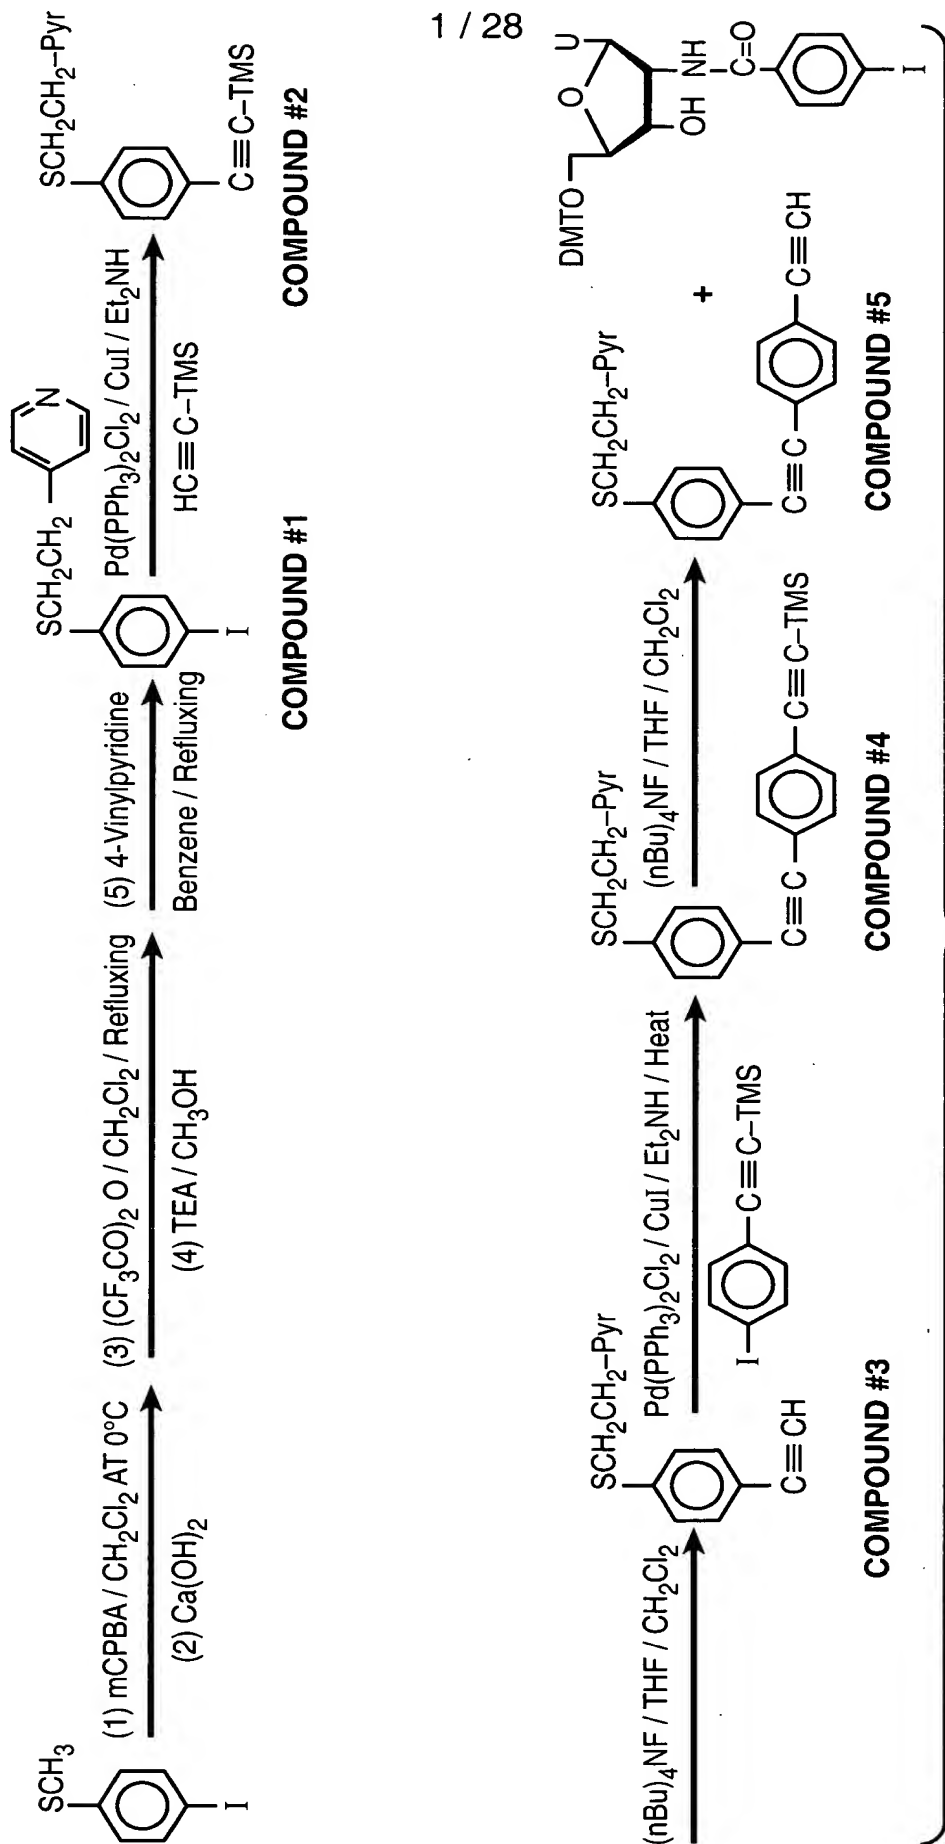 1 / 28
SCH3
I
(1) mCPBA / CH2Cl2 AT 0°C
(2) Ca(OH)2
(3) (CF3CO)2 O / CH2Cl2 / Refluxing
(4) TEA / CH3OH
(5) 4-Vinylpyridine
Benzene / Refluxing
SCH2CH2
N
I
COMPOUND #1
Pd(PPh3)2Cl2 / CuI / Et2NH
HC≡C–TMS
SCH2CH2–Pyr
C≡C–TMS
COMPOUND #2
(nBu)4NF / THF / CH2Cl2
SCH2CH2–Pyr
C≡CH
COMPOUND #3
Pd(PPh3)2Cl2 / CuI / Et2NH / Heat
I
C≡C–TMS
SCH2CH2–Pyr
C≡C
C≡C–TMS
COMPOUND #4
(nBu)4NF / THF / CH2Cl2
SCH2CH2–Pyr
C≡C
C≡CH
COMPOUND #5
+
DMTO
O
U
OH
NH
C=O
I